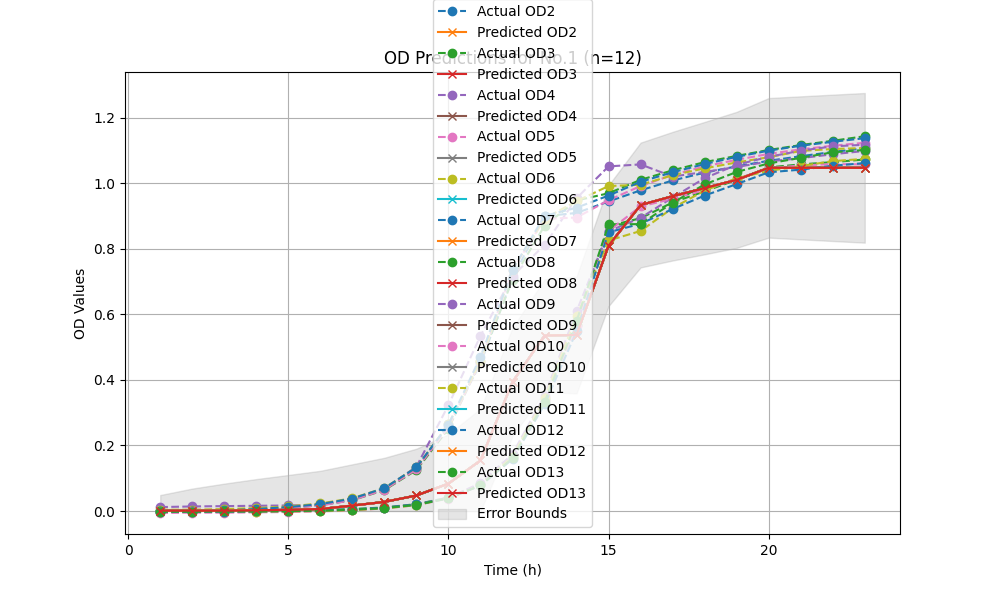 OD Predictions for No.1 (n=12)
Actual OD2
Predicted OD2
Actual OD3
Predicted OD3
Actual OD4
Predicted OD4
Actual OD5
Predicted OD5
Actual OD6
Predicted OD6
Actual OD7
Predicted OD7
Actual OD8
Predicted OD8
Actual OD9
Predicted OD9
Actual OD10
Predicted OD10
Actual OD11
Predicted OD11
Actual OD12
Predicted OD12
Actual OD13
Predicted OD13
Error Bounds
OD Values
1.2
1.0
0.8
0.6
0.4
0.2
0.0
0 5 10 15 20
Time (h)